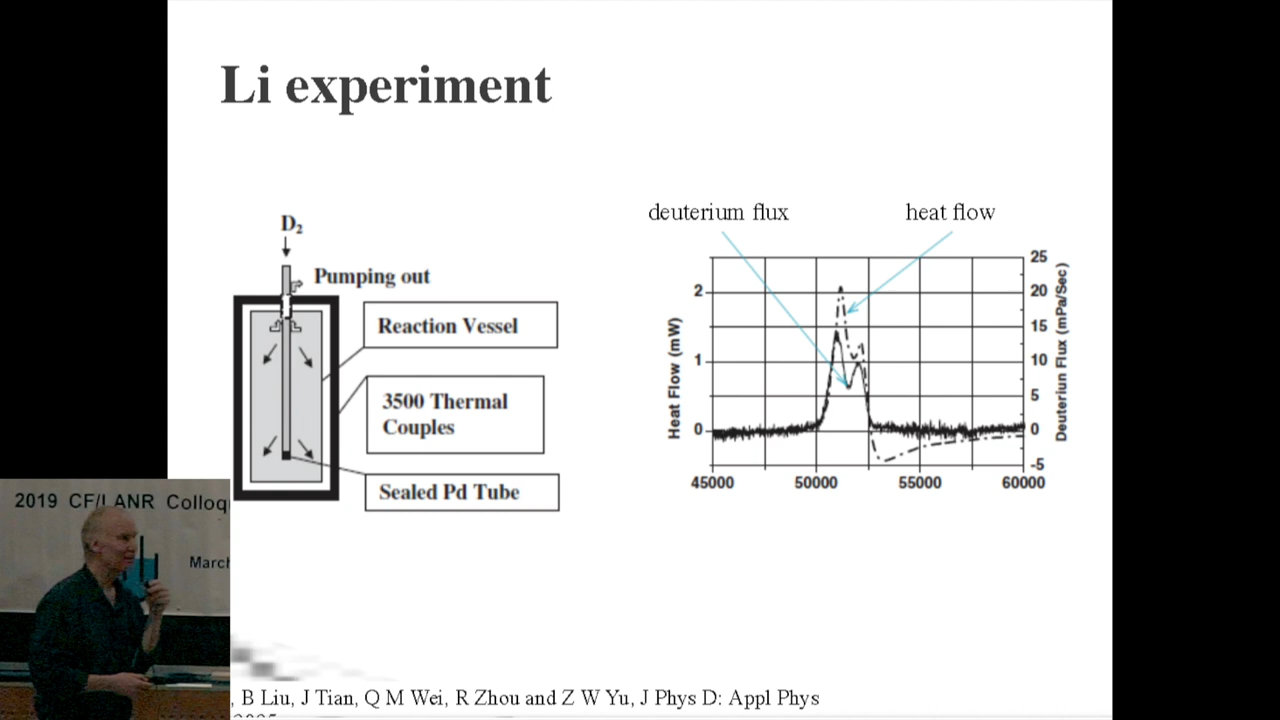 Li experiment
deuterium flux
heat flow
D₂
Pumping out
Reaction Vessel
3500 Thermal
Couples
Sealed Pd Tube
Heat Flow (mW)
2
1
0
25
20
15
10
5
0
-5
Deuteriun Flux (mPa/Sec)
45000
50000
55000
60000
2019 CF/LANR Colloq
March
, B Liu, J Tian, Q M Wei, R Zhou and Z W Yu, J Phys D: Appl Phys